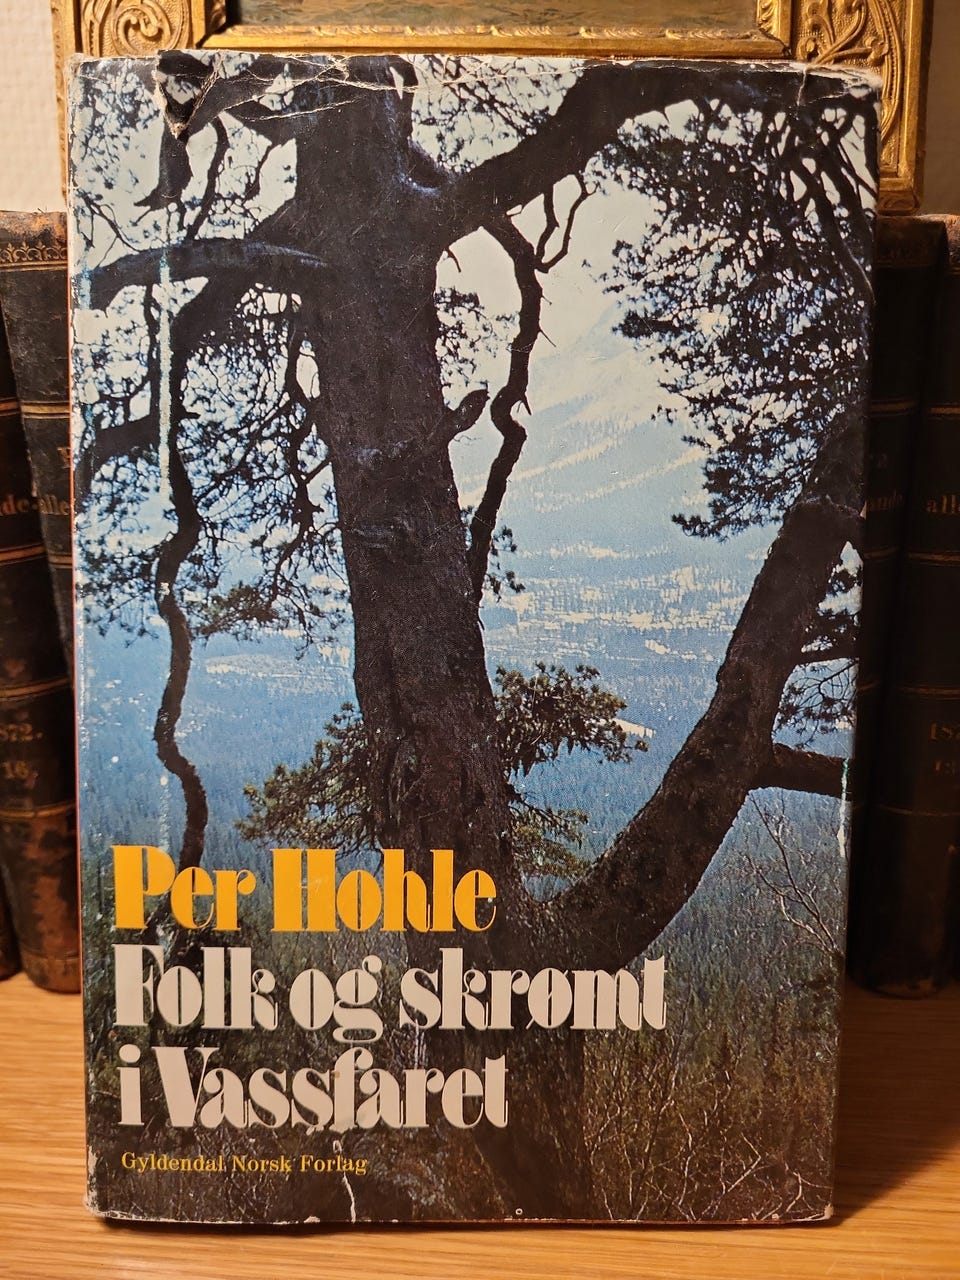 Per Hohle
Folk og skrømt
i Vassfaret
Gyldendal Norsk Forlag